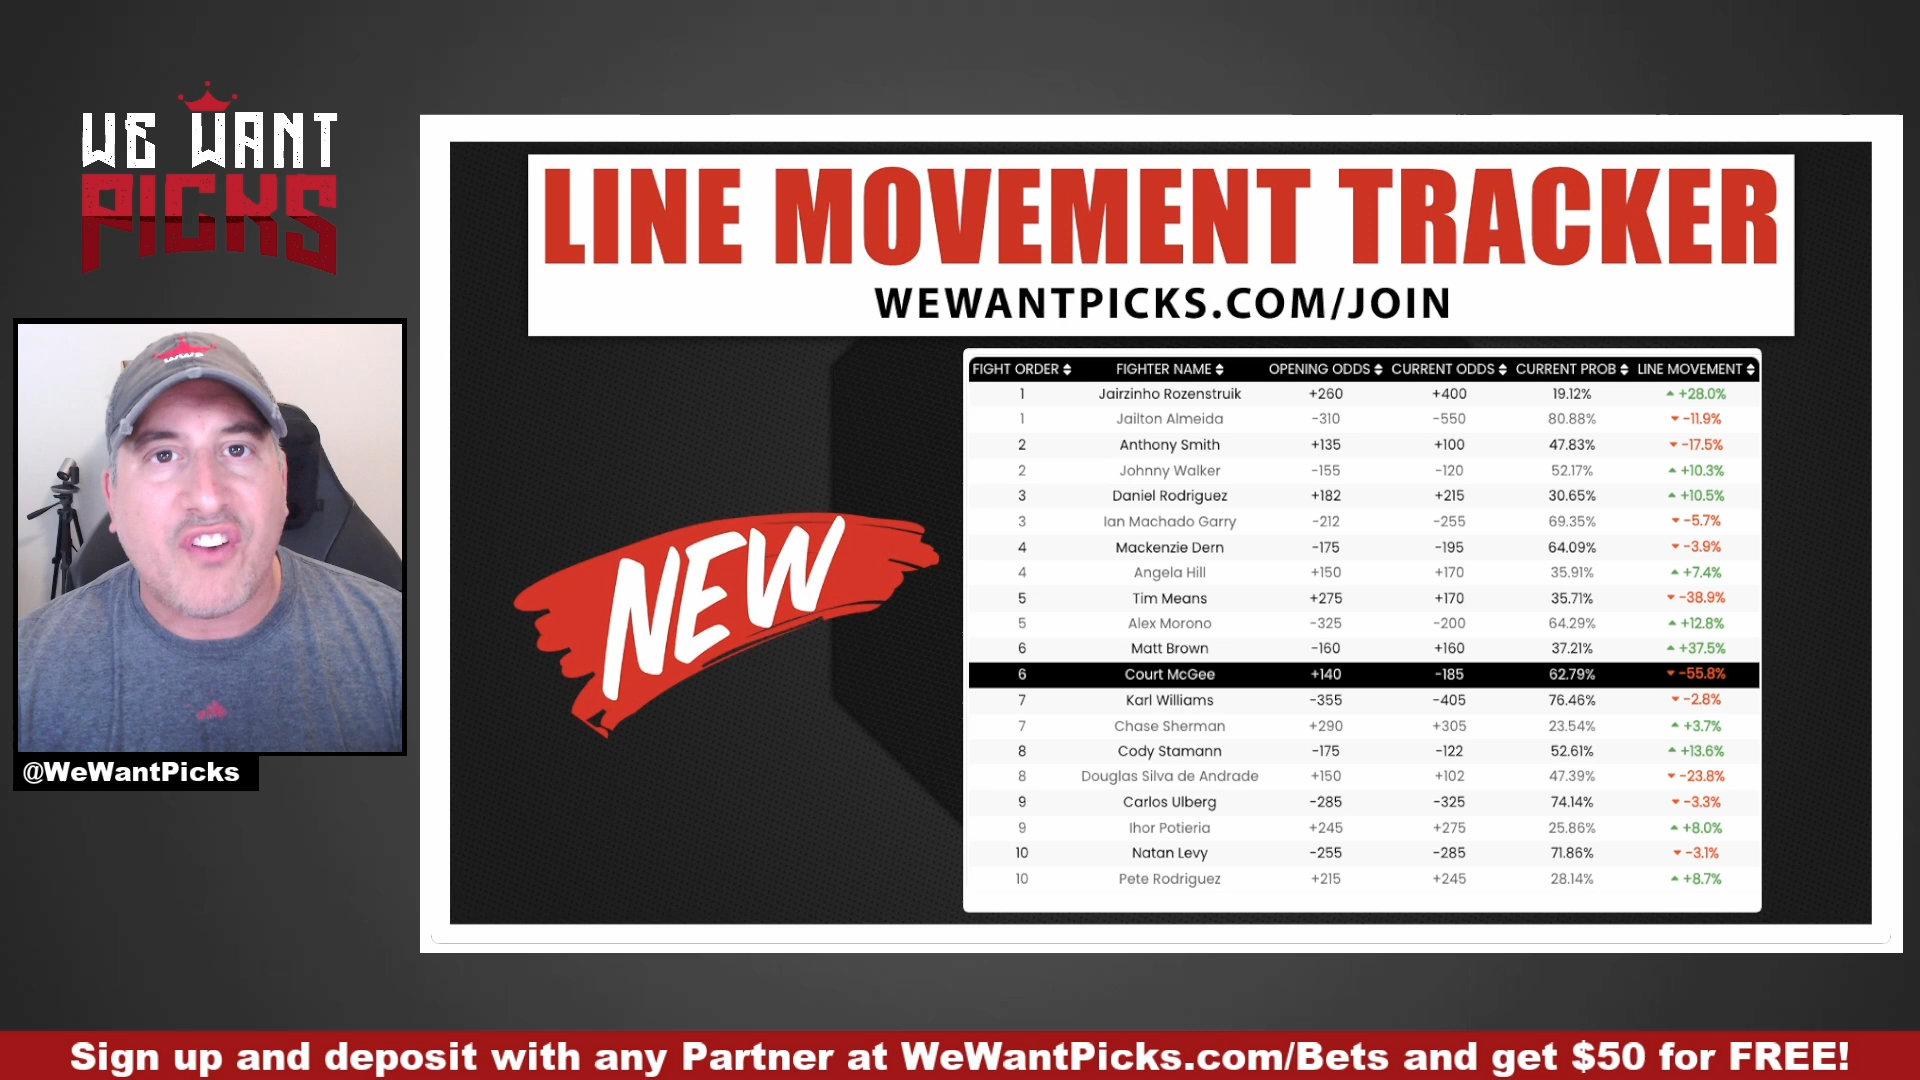 WE WANT
PICKS
@WeWantPicks
LINE MOVEMENT TRACKER
WEWANTPICKS.COM/JOIN
NEW
FIGHT ORDER FIGHTER NAME OPENING ODDS CURRENT ODDS CURRENT PROB LINE MOVEMENT
1 Jairzinho Rozenstruik +260 +400 19.12% +28.0%
1 Jailton Almeida -310 -550 80.88% -11.9%
2 Anthony Smith +135 +100 47.83% -17.5%
2 Johnny Walker -155 -120 52.17% +10.3%
3 Daniel Rodriguez +182 +215 30.65% +10.5%
3 Ian Machado Garry -212 -255 69.35% -5.7%
4 Mackenzie Dern -175 -195 64.09% -3.9%
4 Angela Hill +150 +170 35.91% +7.4%
5 Tim Means +275 +170 35.71% -38.9%
5 Alex Morono -325 -200 64.29% +12.8%
6 Matt Brown -160 +160 37.21% +37.5%
6 Court McGee +140 -185 62.79% -55.8%
7 Karl Williams -355 -405 76.46% -2.8%
7 Chase Sherman +290 +305 23.54% +3.7%
8 Cody Stamann -175 -122 52.61% +13.6%
8 Douglas Silva de Andrade +150 +102 47.39% -23.8%
9 Carlos Ulberg -285 -325 74.14% -3.3%
9 Ihor Potieria +245 +275 25.86% +8.0%
10 Natan Levy -255 -285 71.86% -3.1%
10 Pete Rodriguez +215 +245 28.14% +8.7%
Sign up and deposit with any Partner at WeWantPicks.com/Bets and get $50 for FREE!